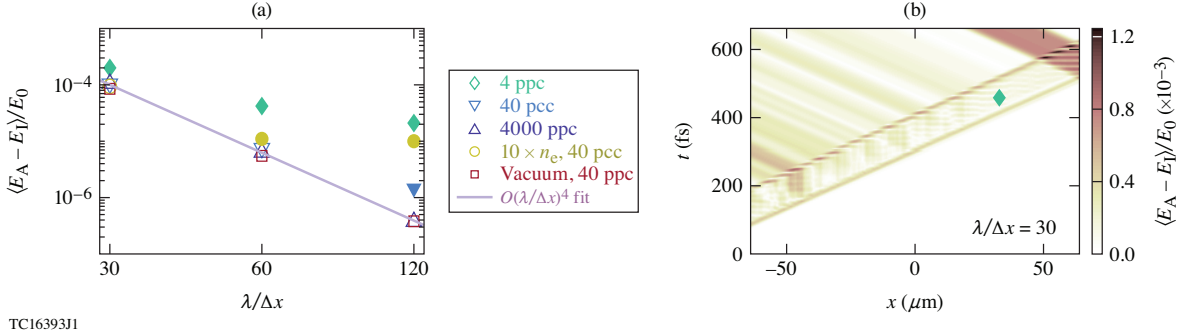 (a)
⟨E_A − E_I⟩/E_0
10⁻⁴
10⁻⁶
30
60
120
λ/Δx
4 ppc
40 pcc
4000 ppc
10 × n_e, 40 pcc
Vacuum, 40 ppc
O(λ/Δx)⁴ fit
(b)
t (fs)
600
400
200
0
−50
0
50
x (μm)
λ/Δx = 30
1.2
0.8
0.4
0.0
⟨E_A − E_I⟩/E_0 (×10⁻³)
TC16393J1